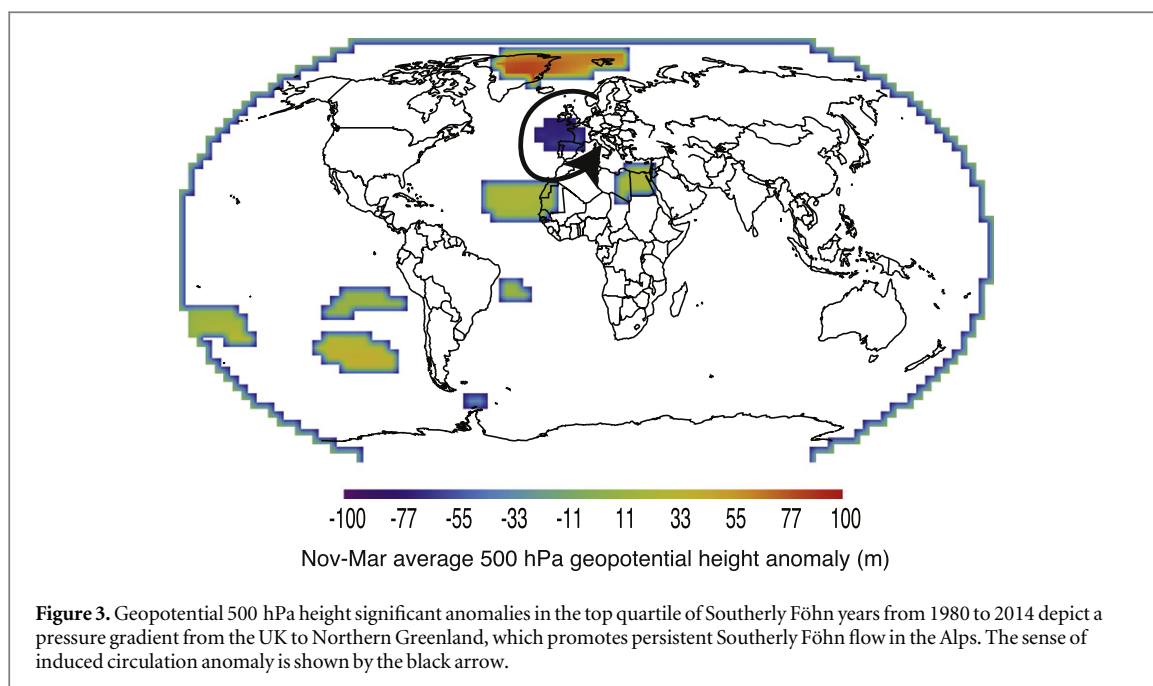 -100 -77 -55 -33 -11 11 33 55 77 100
Nov-Mar average 500 hPa geopotential height anomaly (m)
Figure 3. Geopotential 500 hPa height significant anomalies in the top quartile of Southerly Föhn years from 1980 to 2014 depict a
pressure gradient from the UK to Northern Greenland, which promotes persistent Southerly Föhn flow in the Alps. The sense of
induced circulation anomaly is shown by the black arrow.